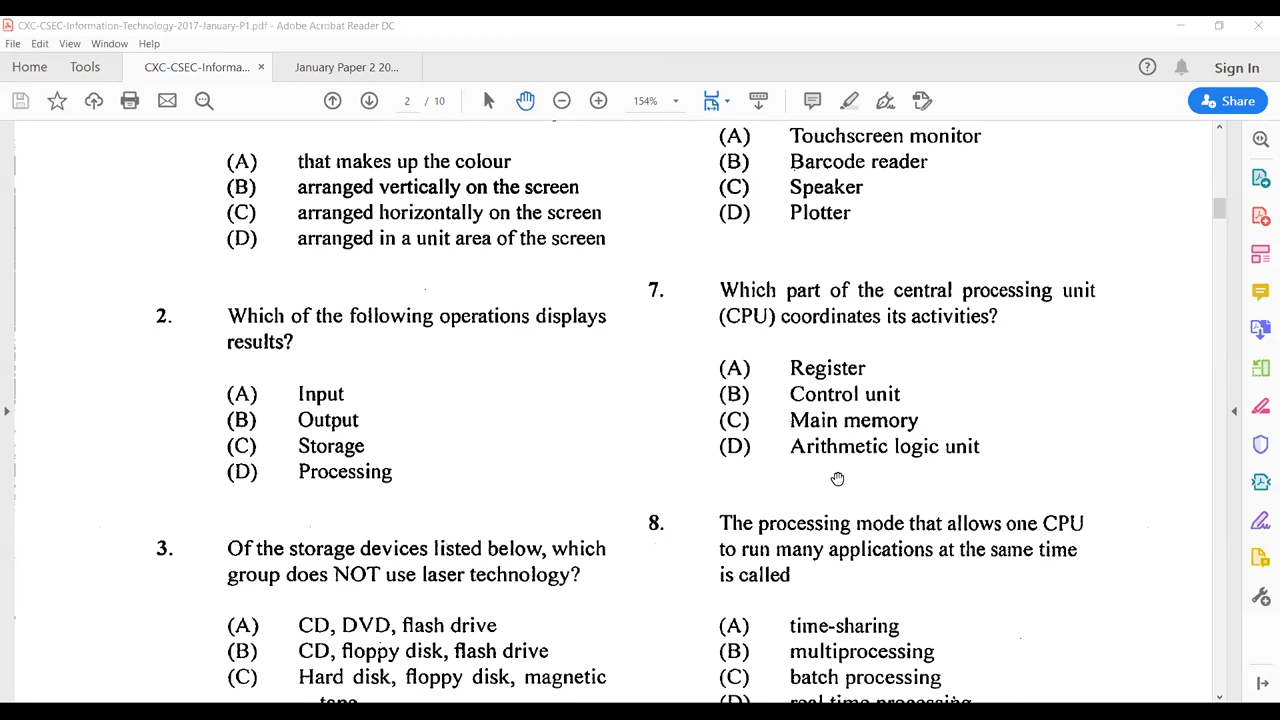 CXC-CSEC-Information-Technology-2017-January-P1.pdf - Adobe Acrobat Reader DC
File Edit View Window Help
Home Tools CXC-CSEC-Informa... × January Paper 2 20... Sign In
2 / 10 154% Share
(A) that makes up the colour
(B) arranged vertically on the screen
(C) arranged horizontally on the screen
(D) arranged in a unit area of the screen
2. Which of the following operations displays
results?
(A) Input
(B) Output
(C) Storage
(D) Processing
3. Of the storage devices listed below, which
group does NOT use laser technology?
(A) CD, DVD, flash drive
(B) CD, floppy disk, flash drive
(C) Hard disk, floppy disk, magnetic
tape
(A) Touchscreen monitor
(B) Barcode reader
(C) Speaker
(D) Plotter
7. Which part of the central processing unit
(CPU) coordinates its activities?
(A) Register
(B) Control unit
(C) Main memory
(D) Arithmetic logic unit
8. The processing mode that allows one CPU
to run many applications at the same time
is called
(A) time-sharing
(B) multiprocessing
(C) batch processing
(D) real time processing